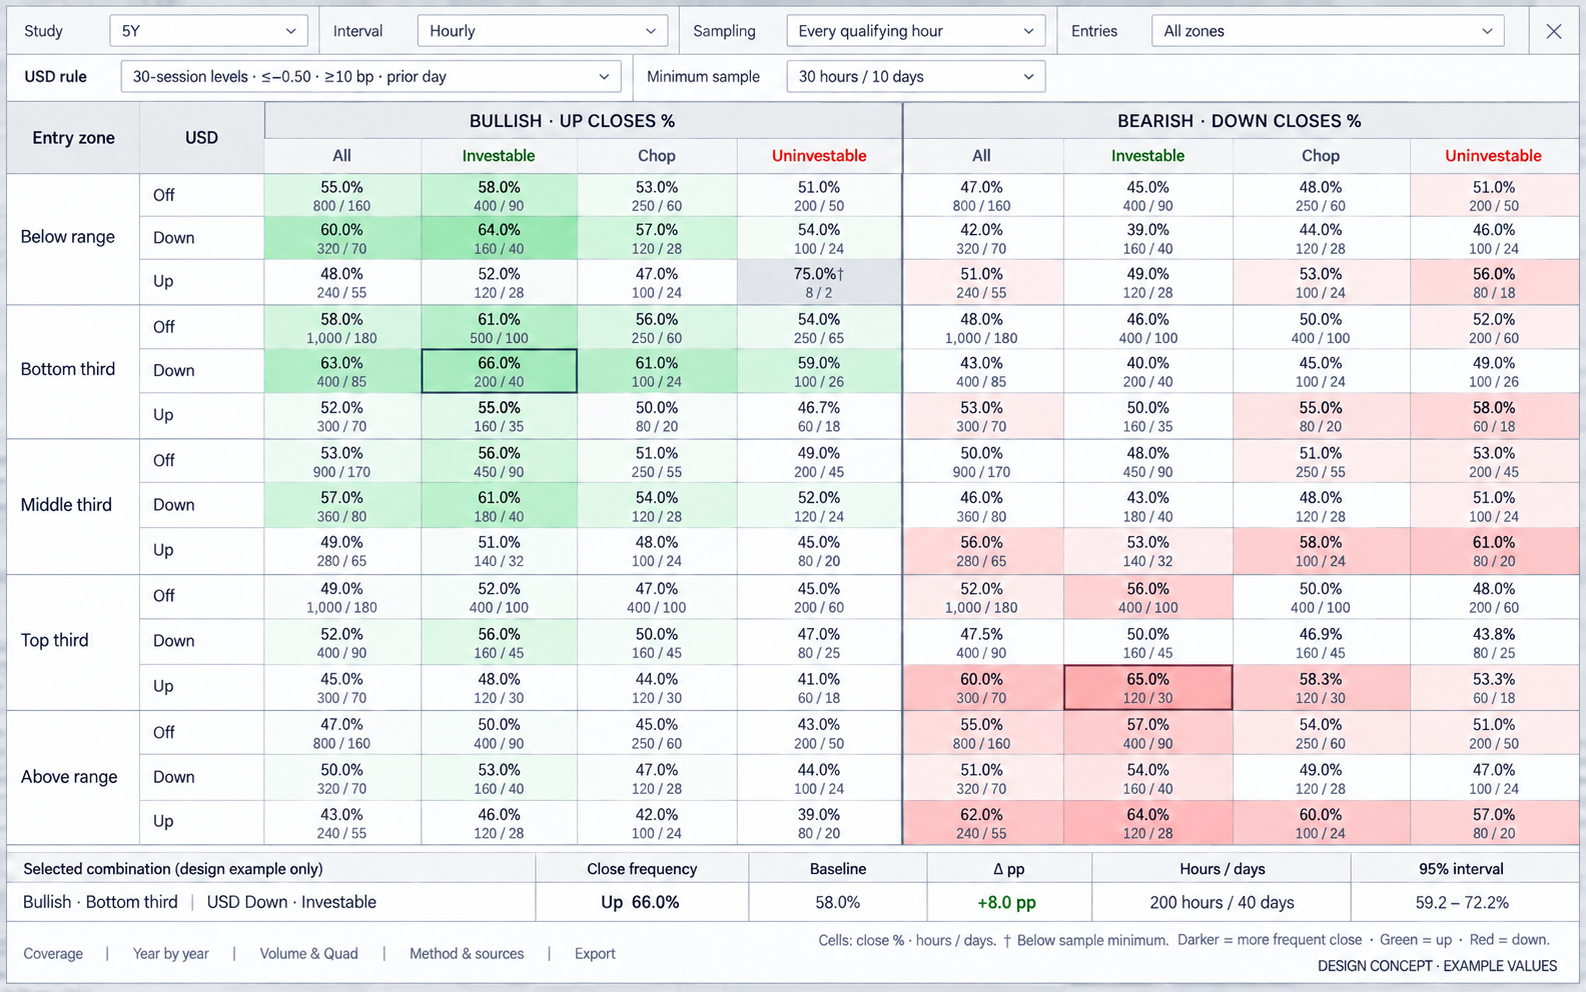 Study 5Y Interval Hourly Sampling Every qualifying hour Entries All zones
USD rule 30-session levels · ≤−0.50 · ≥10 bp · prior day Minimum sample 30 hours / 10 days
Entry zone USD BULLISH · UP CLOSES % BEARISH · DOWN CLOSES %
All Investable Chop Uninvestable All Investable Chop Uninvestable
Below range
Off 55.0% 58.0% 53.0% 51.0% 47.0% 45.0% 48.0% 51.0%
800 / 160 400 / 90 250 / 60 200 / 50 800 / 160 400 / 90 250 / 60 200 / 50
Down 60.0% 64.0% 57.0% 54.0% 42.0% 39.0% 44.0% 46.0%
320 / 70 160 / 40 120 / 28 100 / 24 320 / 70 160 / 40 120 / 28 100 / 24
Up 48.0% 52.0% 47.0% 75.0%† 51.0% 49.0% 53.0% 56.0%
240 / 55 120 / 28 100 / 24 8 / 2 240 / 55 120 / 28 100 / 24 80 / 18
Bottom third
Off 58.0% 61.0% 56.0% 54.0% 48.0% 46.0% 50.0% 52.0%
1,000 / 180 500 / 100 250 / 60 250 / 65 1,000 / 180 400 / 100 400 / 100 200 / 60
Down 63.0% 66.0% 61.0% 59.0% 43.0% 40.0% 45.0% 49.0%
400 / 85 200 / 40 100 / 24 100 / 26 400 / 85 200 / 40 100 / 24 100 / 26
Up 52.0% 55.0% 50.0% 46.7% 53.0% 50.0% 55.0% 58.0%
300 / 70 160 / 35 80 / 20 60 / 18 300 / 70 160 / 35 80 / 20 60 / 18
Middle third
Off 53.0% 56.0% 51.0% 49.0% 50.0% 48.0% 51.0% 53.0%
900 / 170 450 / 90 250 / 55 200 / 45 900 / 170 450 / 90 250 / 55 200 / 45
Down 57.0% 61.0% 54.0% 52.0% 46.0% 43.0% 48.0% 51.0%
360 / 80 180 / 40 120 / 28 120 / 24 360 / 80 180 / 40 120 / 28 100 / 24
Up 49.0% 51.0% 48.0% 45.0% 56.0% 53.0% 58.0% 61.0%
280 / 65 140 / 32 100 / 24 80 / 20 280 / 65 140 / 32 100 / 24 80 / 20
Top third
Off 49.0% 52.0% 47.0% 45.0% 52.0% 56.0% 50.0% 48.0%
1,000 / 180 400 / 100 400 / 100 200 / 60 1,000 / 180 400 / 100 400 / 100 200 / 60
Down 52.0% 56.0% 50.0% 47.0% 47.5% 50.0% 46.9% 43.8%
400 / 90 160 / 45 160 / 45 80 / 25 400 / 90 160 / 45 160 / 45 80 / 25
Up 45.0% 48.0% 44.0% 41.0% 60.0% 65.0% 58.3% 53.3%
300 / 70 120 / 30 120 / 30 60 / 18 300 / 70 120 / 30 120 / 30 60 / 18
Above range
Off 47.0% 50.0% 45.0% 43.0% 55.0% 57.0% 54.0% 51.0%
800 / 160 400 / 90 250 / 60 200 / 50 800 / 160 400 / 90 250 / 60 200 / 50
Down 50.0% 53.0% 47.0% 44.0% 51.0% 54.0% 49.0% 47.0%
320 / 70 160 / 40 120 / 28 100 / 24 320 / 70 160 / 40 120 / 28 100 / 24
Up 43.0% 46.0% 42.0% 39.0% 62.0% 64.0% 60.0% 57.0%
240 / 55 120 / 28 100 / 24 80 / 20 240 / 55 120 / 28 100 / 24 80 / 20
Selected combination (design example only) Close frequency Baseline Δ pp Hours / days 95% interval
Bullish · Bottom third | USD Down · Investable Up 66.0% 58.0% +8.0 pp 200 hours / 40 days 59.2 – 72.2%
Cells: close % · hours / days. † Below sample minimum. Darker = more frequent close · Green = up · Red = down.
Coverage | Year by year | Volume & Quad | Method & sources | Export
DESIGN CONCEPT · EXAMPLE VALUES